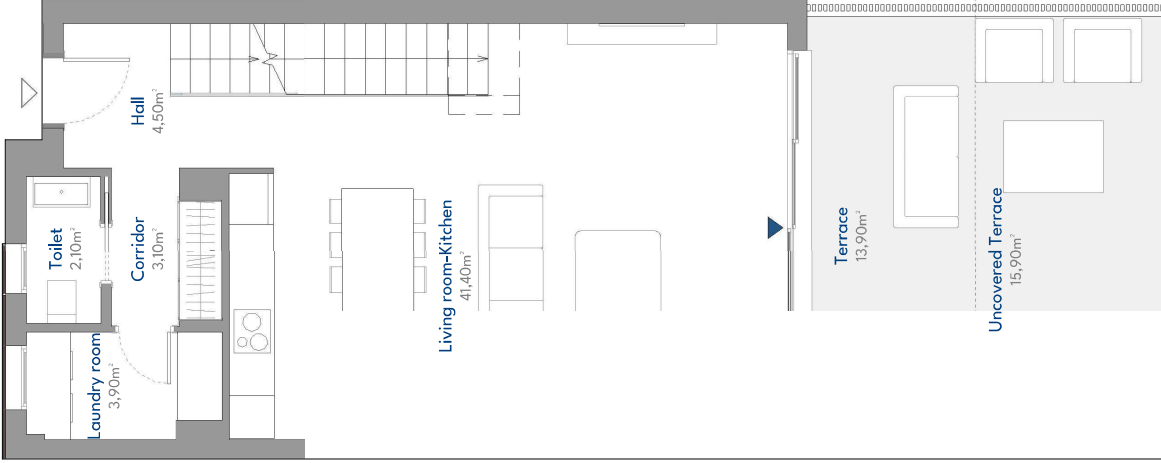 Hall
4,50m²
Toilet
2,10m²
Corridor
3,10m²
Laundry room
3,90m²
Living room-Kitchen
41,40m²
Terrace
13,90m²
Uncovered Terrace
15,90m²